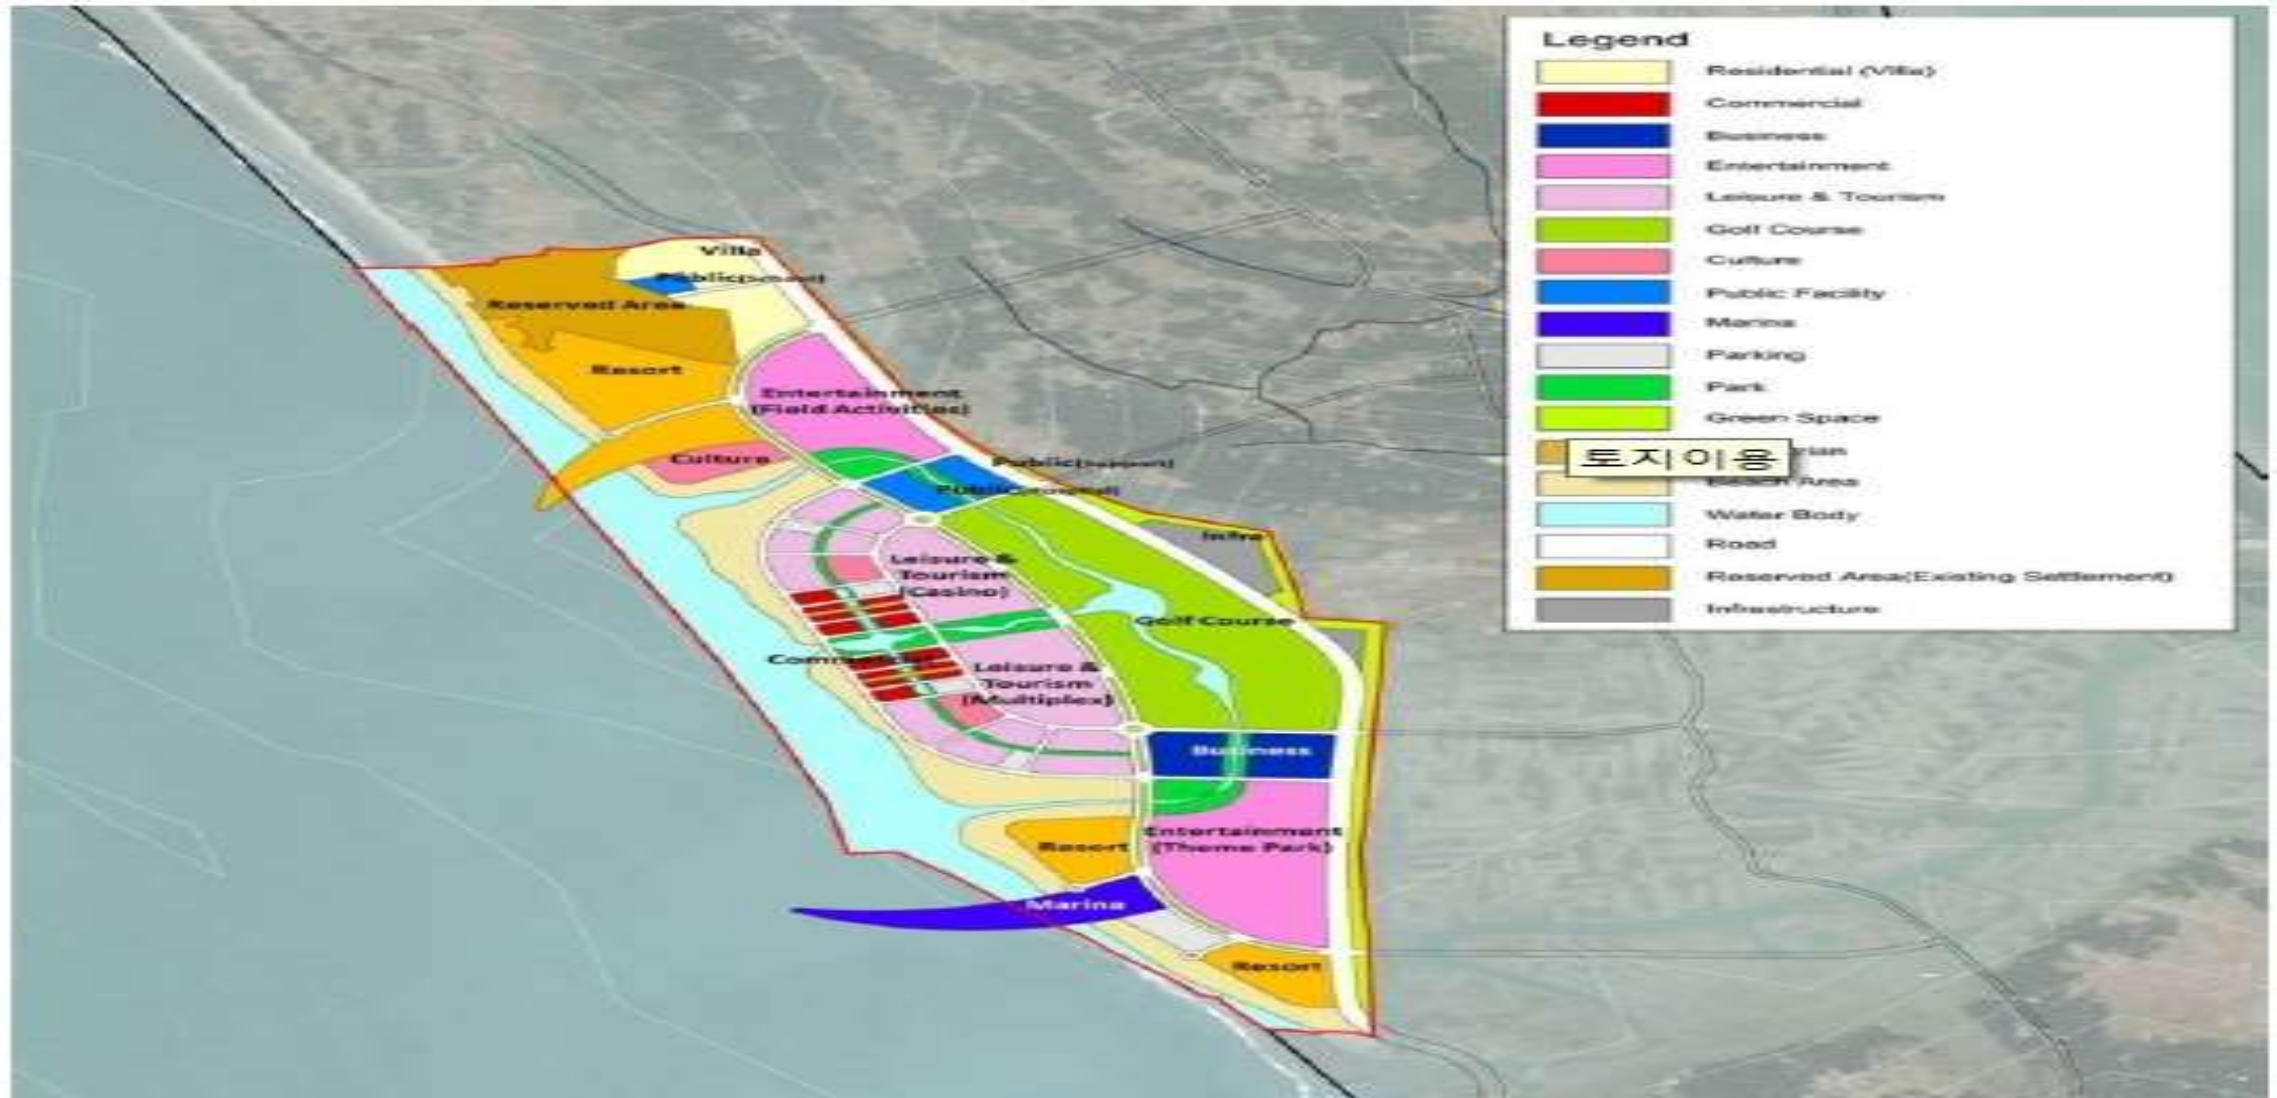 Legend
Residential (Villa)
Commercial
Business
Entertainment
Leisure & Tourism
Golf Course
Culture
Public Facility
Marina
Parking
Park
Green Space
토지이용
Beach Area
Water Body
Road
Reserved Area(Existing Settlement)
Infrastructure
Villa
Reserved Area
Resort
Entertainment
(Field Activities)
Culture
Public(Support)
Infra
Leisure &
Tourism
(Casino)
Golf Course
Leisure &
Tourism
(Multiplex)
Business
Entertainment
(Theme Park)
Resort
Marina
Resort